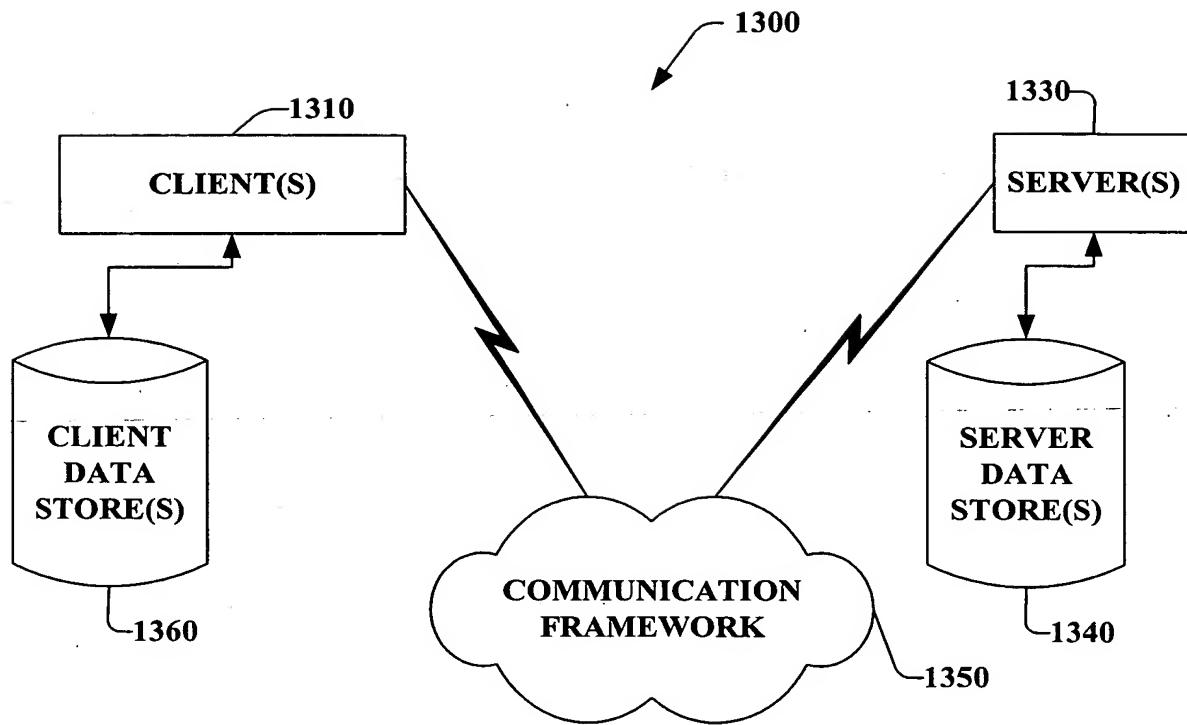 1300
1310
CLIENT(S)
1330
SERVER(S)
CLIENT
DATA
STORE(S)
SERVER
DATA
STORE(S)
COMMUNICATION
FRAMEWORK
1360
1340
1350